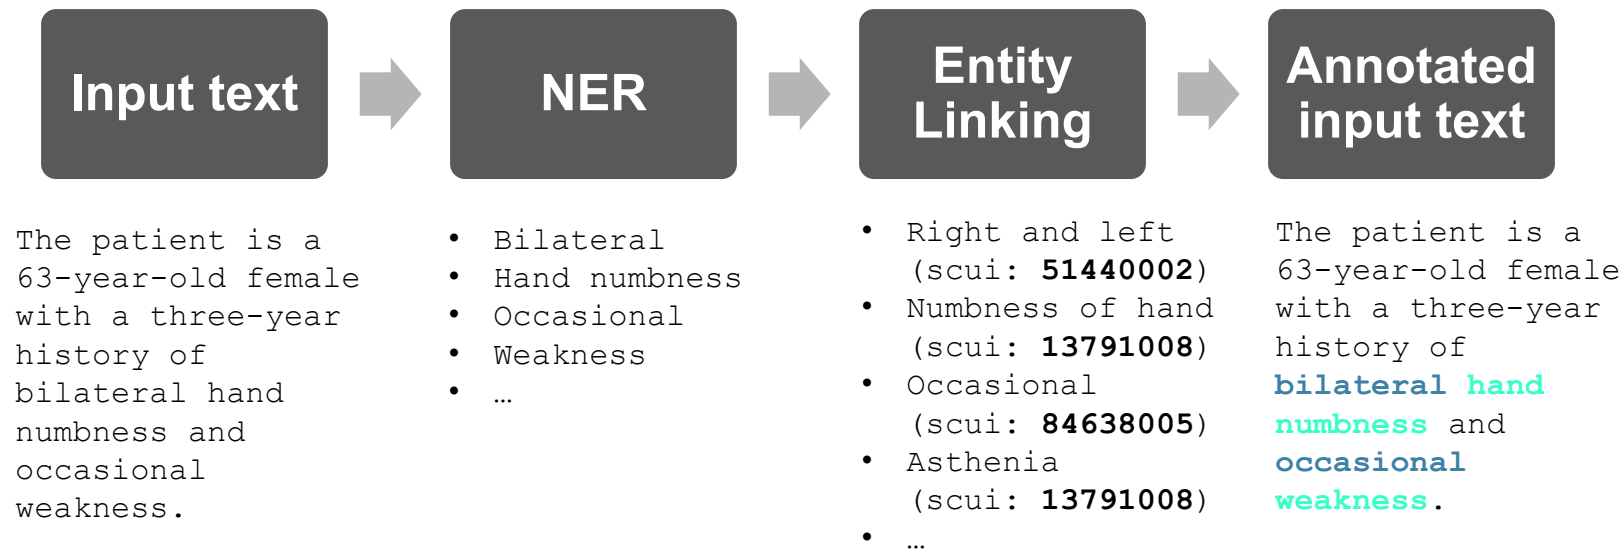 Input text
NER
Entity
Linking
Annotated
input text
The patient is a
63-year-old female
with a three-year
history of
bilateral hand
numbness and
occasional
weakness.
• Bilateral
• Hand numbness
• Occasional
• Weakness
• …
• Right and left
(scui: 51440002)
• Numbness of hand
(scui: 13791008)
• Occasional
(scui: 84638005)
• Asthenia
(scui: 13791008)
• …
The patient is a
63-year-old female
with a three-year
history of
bilateral hand
numbness and
occasional
weakness.